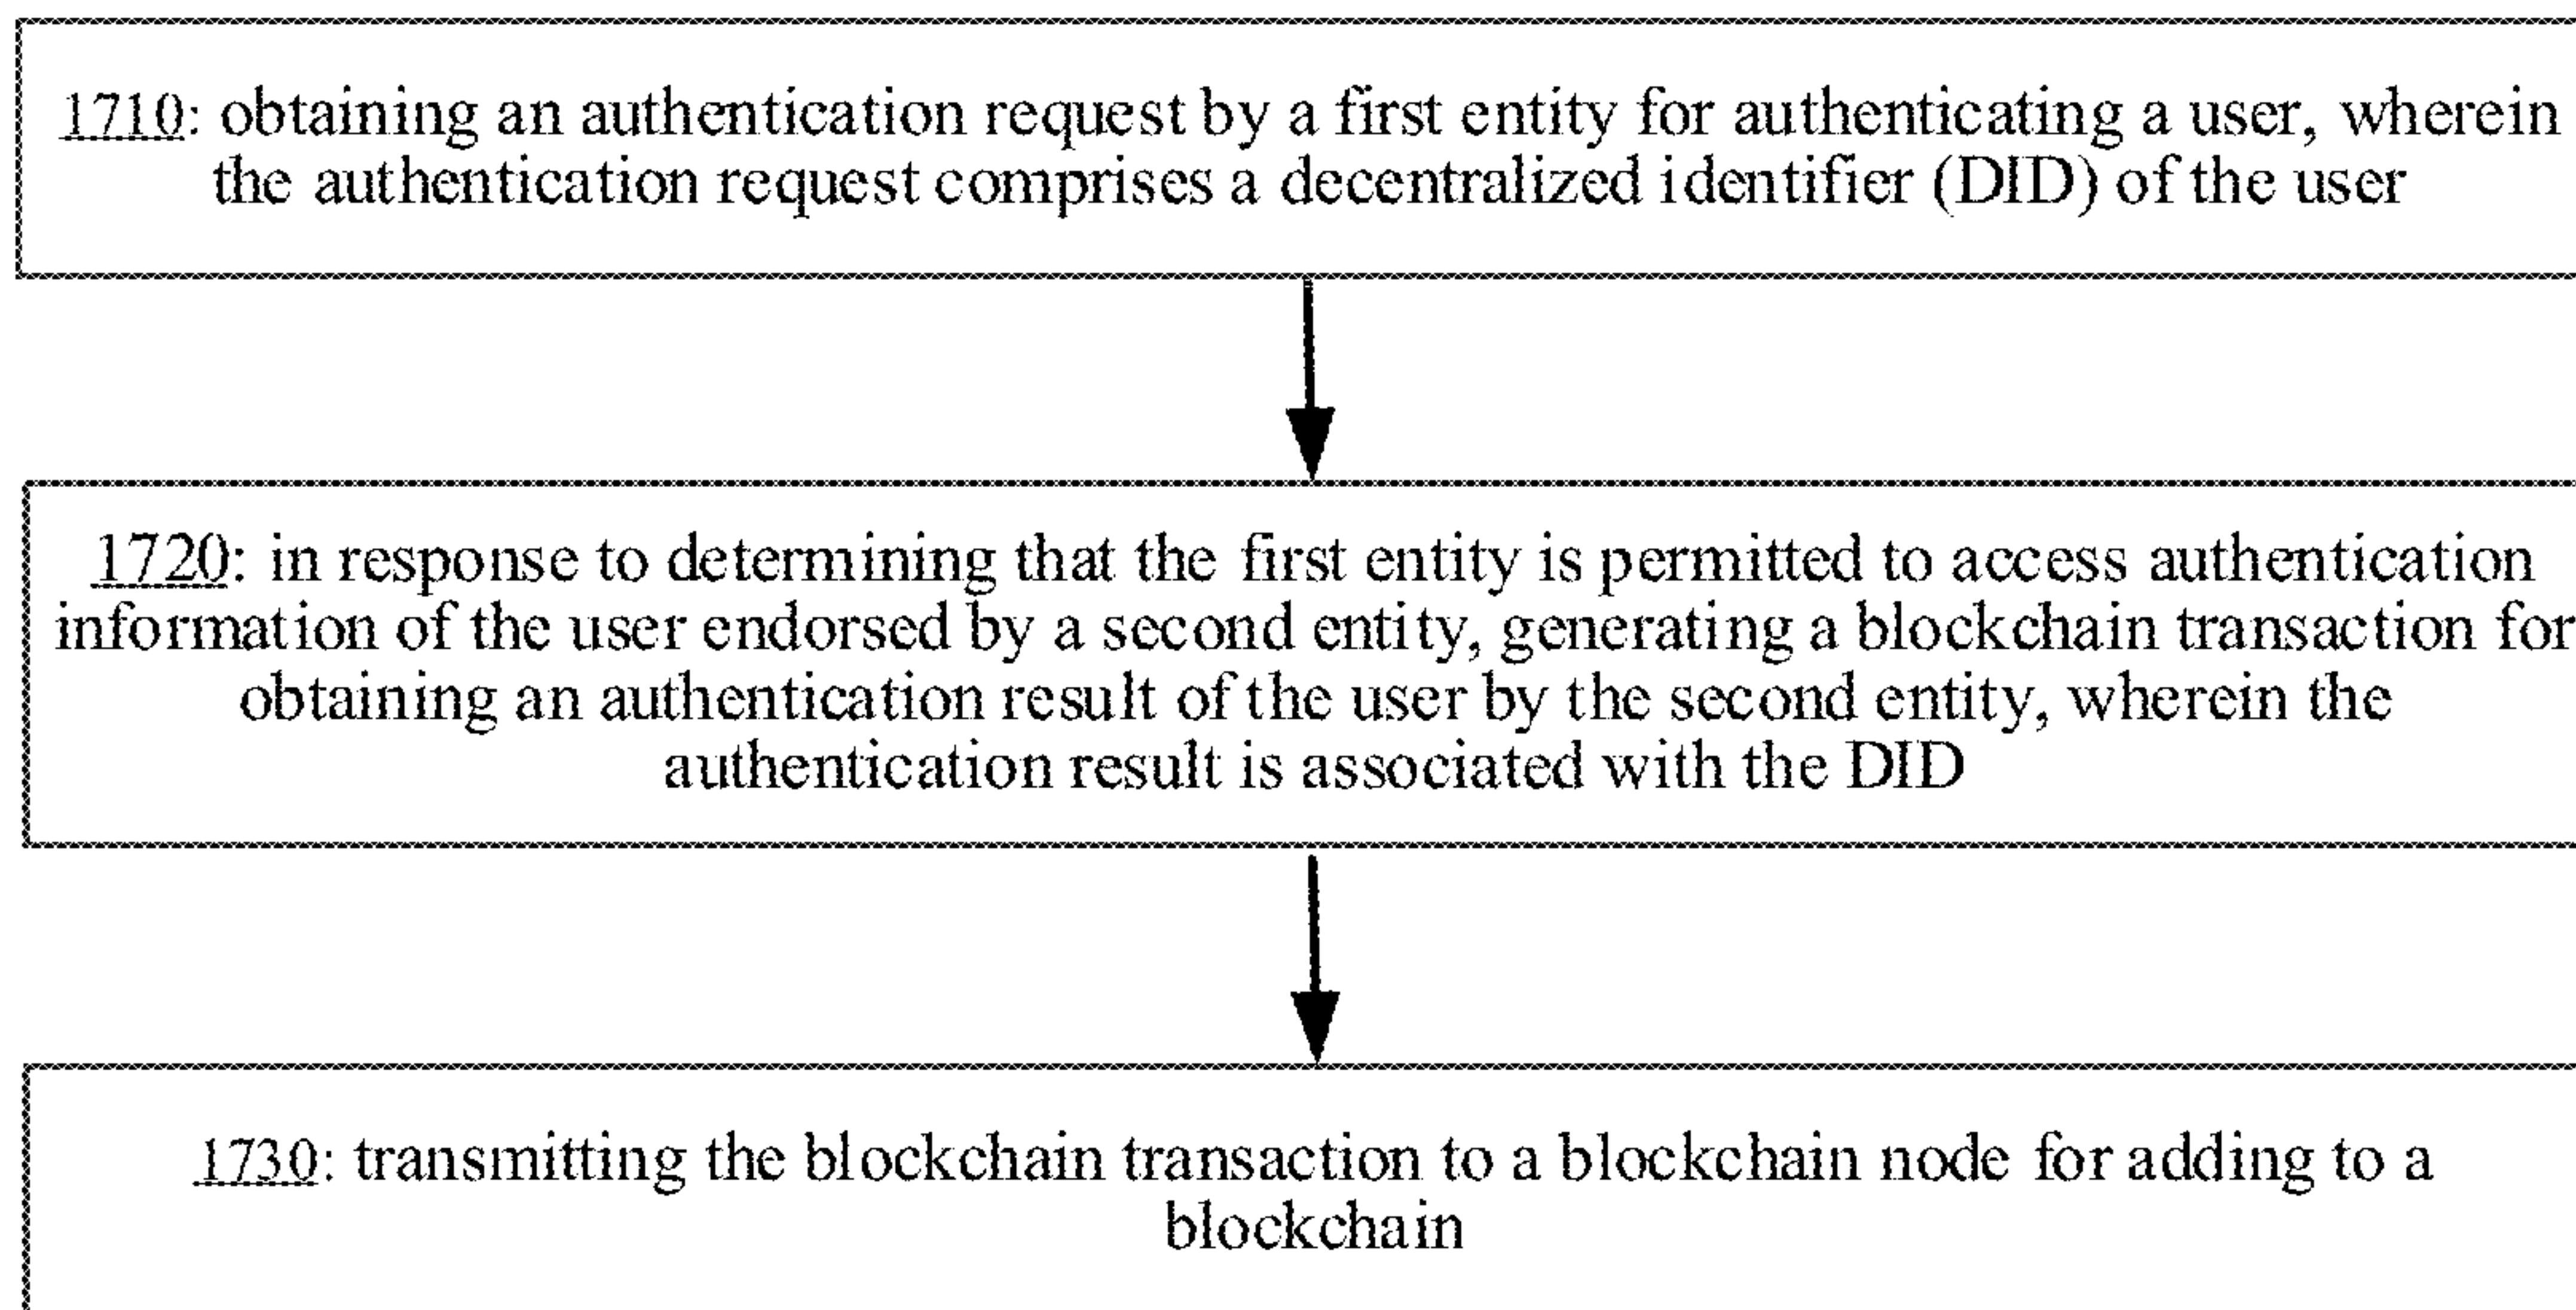 1710: obtaining an authentication request by a first entity for authenticating a user, wherein
the authentication request comprises a decentralized identifier (DID) of the user
1720: in response to determining that the first entity is permitted to access authentication
information of the user endorsed by a second entity, generating a blockchain transaction for
obtaining an authentication result of the user by the second entity, wherein the
authentication result is associated with the DID
1730: transmitting the blockchain transaction to a blockchain node for adding to a
blockchain